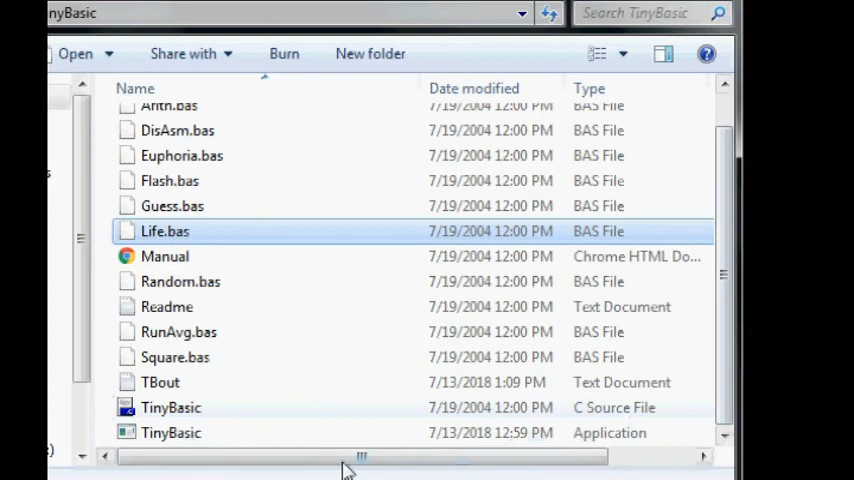 nyBasic Search TinyBasic
Open Share with Burn New folder
Name Date modified Type
Arith.bas 7/19/2004 12:00 PM BAS File
DisAsm.bas 7/19/2004 12:00 PM BAS File
Euphoria.bas 7/19/2004 12:00 PM BAS File
Flash.bas 7/19/2004 12:00 PM BAS File
Guess.bas 7/19/2004 12:00 PM BAS File
Life.bas 7/19/2004 12:00 PM BAS File
Manual 7/19/2004 12:00 PM Chrome HTML Do...
Random.bas 7/19/2004 12:00 PM BAS File
Readme 7/19/2004 12:00 PM Text Document
RunAvg.bas 7/19/2004 12:00 PM BAS File
Square.bas 7/19/2004 12:00 PM BAS File
TBout 7/13/2018 1:09 PM Text Document
TinyBasic 7/19/2004 12:00 PM C Source File
TinyBasic 7/13/2018 12:59 PM Application